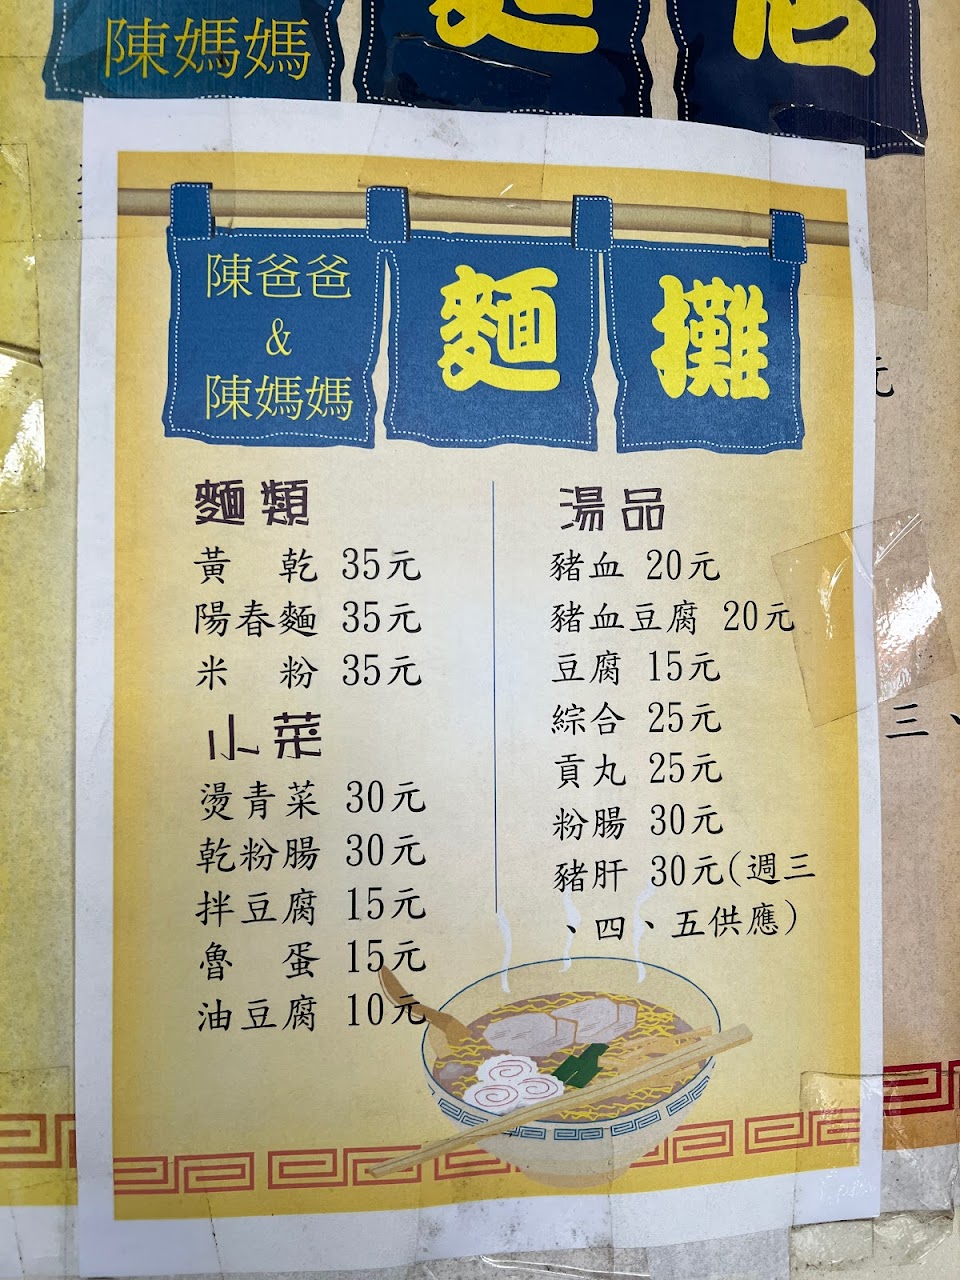 陳媽媽
陳爸爸
&
陳媽媽
麵
攤
麵類
黃 乾 35元
陽春麵 35元
米 粉 35元
小菜
燙青菜 30元
乾粉腸 30元
拌豆腐 15元
魯 蛋 15元
油豆腐 10元
湯品
豬血 20元
豬血豆腐 20元
豆腐 15元
綜合 25元
貢丸 25元
粉腸 30元
豬肝 30元(週三
、四、五供應)
元
三、